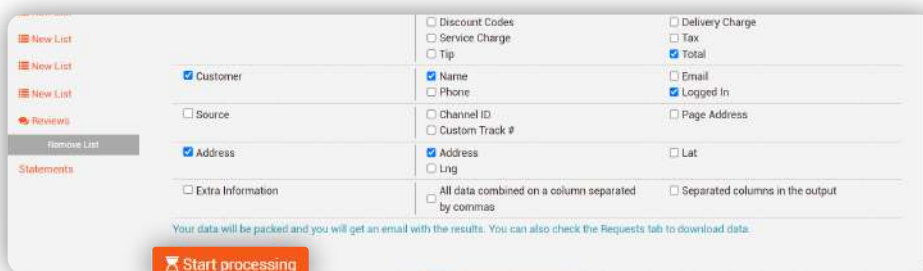 Discount Codes Delivery Charge
New List Service Charge Tax
Tip Total
New List
Customer Name Email
New List Phone Logged In
Reviews Source Channel ID Page Address
Custom Track #
Remove List
Address Address Lat
Statements Lng
Extra Information All data combined on a column separated Separated columns in the output
by commas
Your data will be packed and you will get an email with the results. You can also check the Requests tab to download data.
Start processing